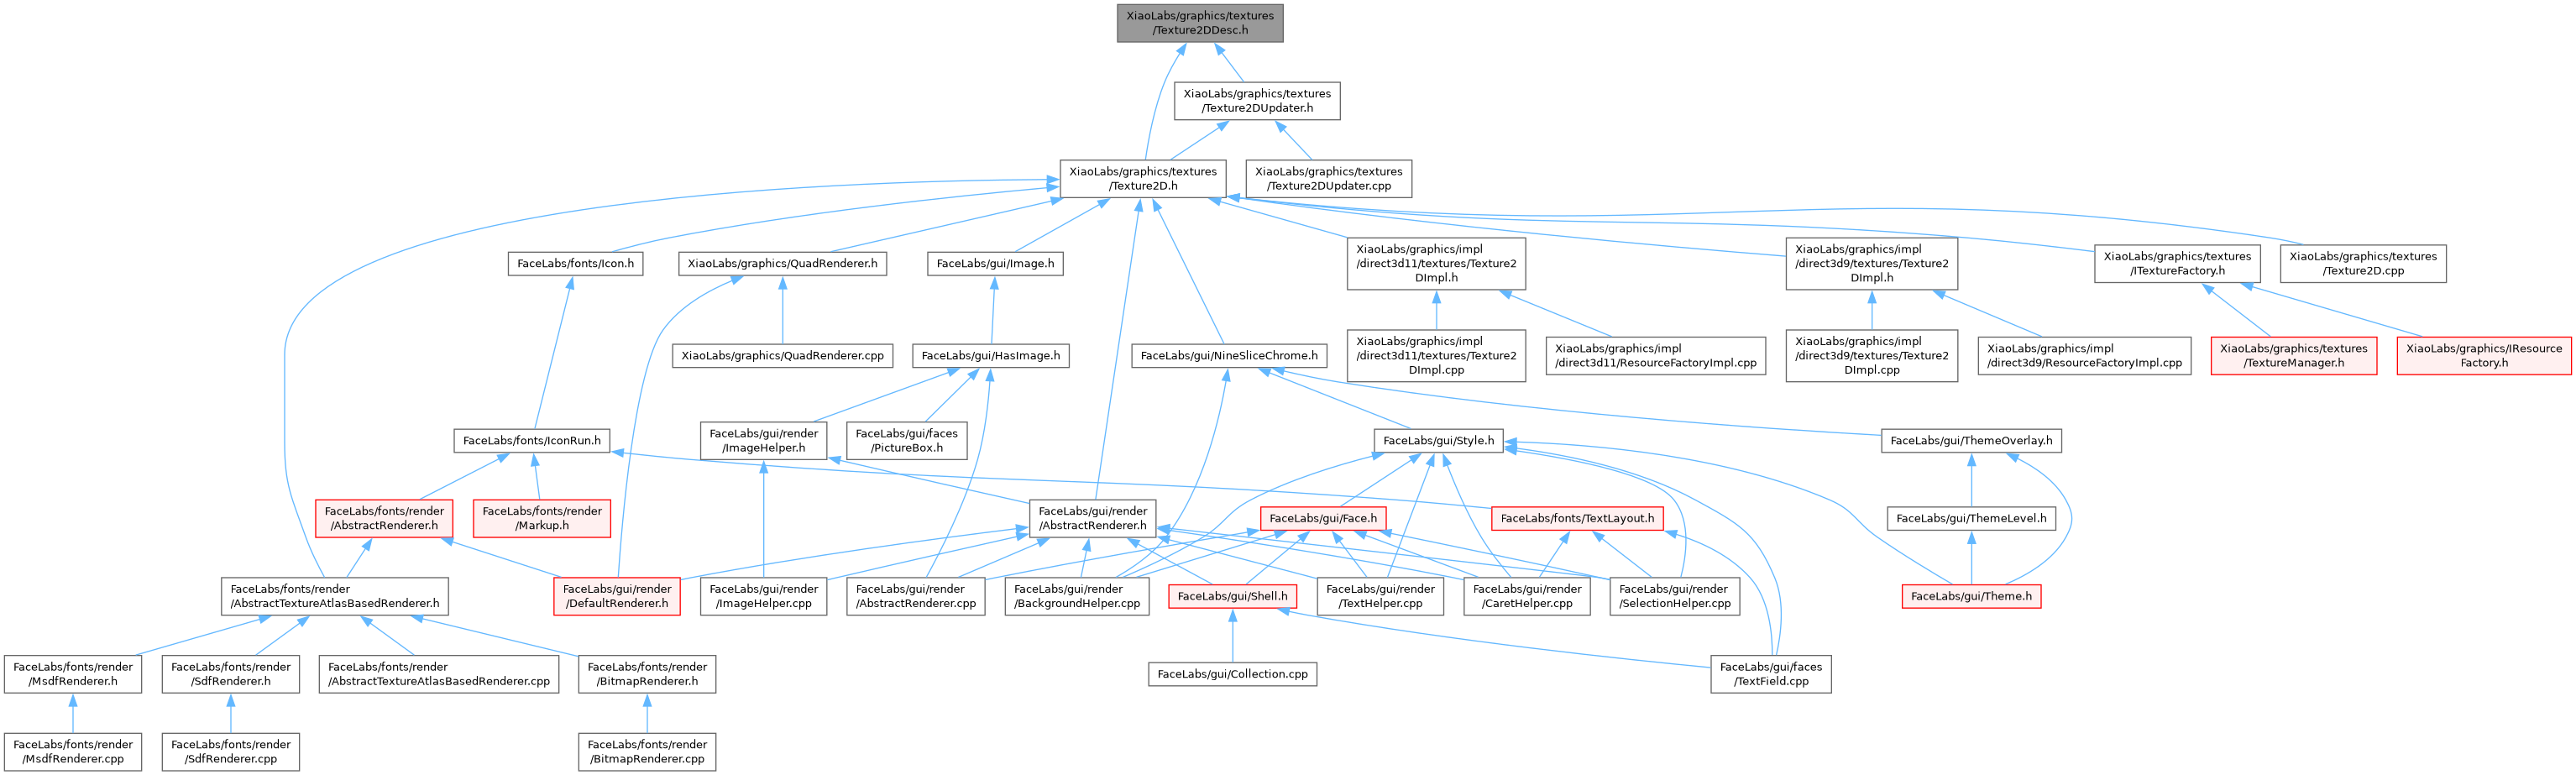 XiaoLabs/graphics/textures
/Texture2DDesc.h
XiaoLabs/graphics/textures
/Texture2DUpdater.h
XiaoLabs/graphics/textures
/Texture2D.h
XiaoLabs/graphics/textures
/Texture2DUpdater.cpp
FaceLabs/fonts/Icon.h
XiaoLabs/graphics/QuadRenderer.h
FaceLabs/gui/Image.h
XiaoLabs/graphics/impl
/direct3d11/textures/Texture2
DImpl.h
XiaoLabs/graphics/impl
/direct3d9/textures/Texture2
DImpl.h
XiaoLabs/graphics/textures
/ITextureFactory.h
XiaoLabs/graphics/textures
/Texture2D.cpp
XiaoLabs/graphics/QuadRenderer.cpp
FaceLabs/gui/HasImage.h
FaceLabs/gui/NineSliceChrome.h
XiaoLabs/graphics/impl
/direct3d11/textures/Texture2
DImpl.cpp
XiaoLabs/graphics/impl
/direct3d11/ResourceFactoryImpl.cpp
XiaoLabs/graphics/impl
/direct3d9/textures/Texture2
DImpl.cpp
XiaoLabs/graphics/impl
/direct3d9/ResourceFactoryImpl.cpp
XiaoLabs/graphics/textures
/TextureManager.h
XiaoLabs/graphics/IResource
Factory.h
FaceLabs/fonts/IconRun.h
FaceLabs/gui/render
/ImageHelper.h
FaceLabs/gui/faces
/PictureBox.h
FaceLabs/gui/Style.h
FaceLabs/gui/ThemeOverlay.h
FaceLabs/fonts/render
/AbstractRenderer.h
FaceLabs/fonts/render
/Markup.h
FaceLabs/gui/render
/AbstractRenderer.h
FaceLabs/gui/Face.h
FaceLabs/fonts/TextLayout.h
FaceLabs/gui/ThemeLevel.h
FaceLabs/fonts/render
/AbstractTextureAtlasBasedRenderer.h
FaceLabs/gui/render
/DefaultRenderer.h
FaceLabs/gui/render
/ImageHelper.cpp
FaceLabs/gui/render
/AbstractRenderer.cpp
FaceLabs/gui/render
/BackgroundHelper.cpp
FaceLabs/gui/Shell.h
FaceLabs/gui/render
/TextHelper.cpp
FaceLabs/gui/render
/CaretHelper.cpp
FaceLabs/gui/render
/SelectionHelper.cpp
FaceLabs/gui/Theme.h
FaceLabs/fonts/render
/MsdfRenderer.h
FaceLabs/fonts/render
/SdfRenderer.h
FaceLabs/fonts/render
/AbstractTextureAtlasBasedRenderer.cpp
FaceLabs/fonts/render
/BitmapRenderer.h
FaceLabs/gui/Collection.cpp
FaceLabs/gui/faces
/TextField.cpp
FaceLabs/fonts/render
/MsdfRenderer.cpp
FaceLabs/fonts/render
/SdfRenderer.cpp
FaceLabs/fonts/render
/BitmapRenderer.cpp